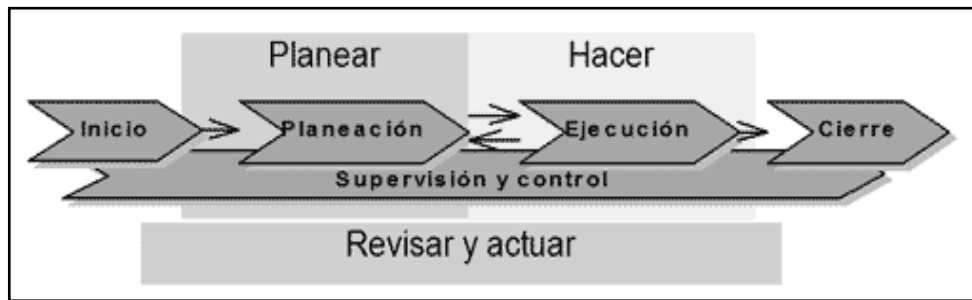 Planear
Hacer
Inicio
Planeación
Ejecución
Cierre
Supervisión y control
Revisar y actuar